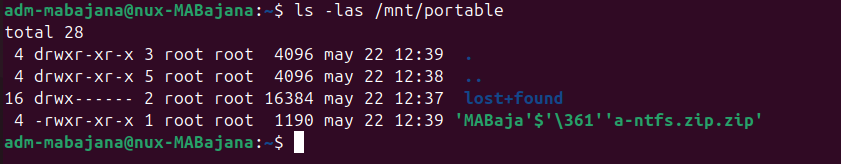 adm-mabajana@nux-MABajana:~$ ls -las /mnt/portable
total 28
 4 drwxr-xr-x 3 root root  4096 may 22 12:39  .
 4 drwxr-xr-x 5 root root  4096 may 22 12:38  ..
16 drwx------ 2 root root 16384 may 22 12:37  lost+found
 4 -rwxr-xr-x 1 root root  1190 may 22 12:39 'MABaja'$'\361''a-ntfs.zip.zip'
adm-mabajana@nux-MABajana:~$